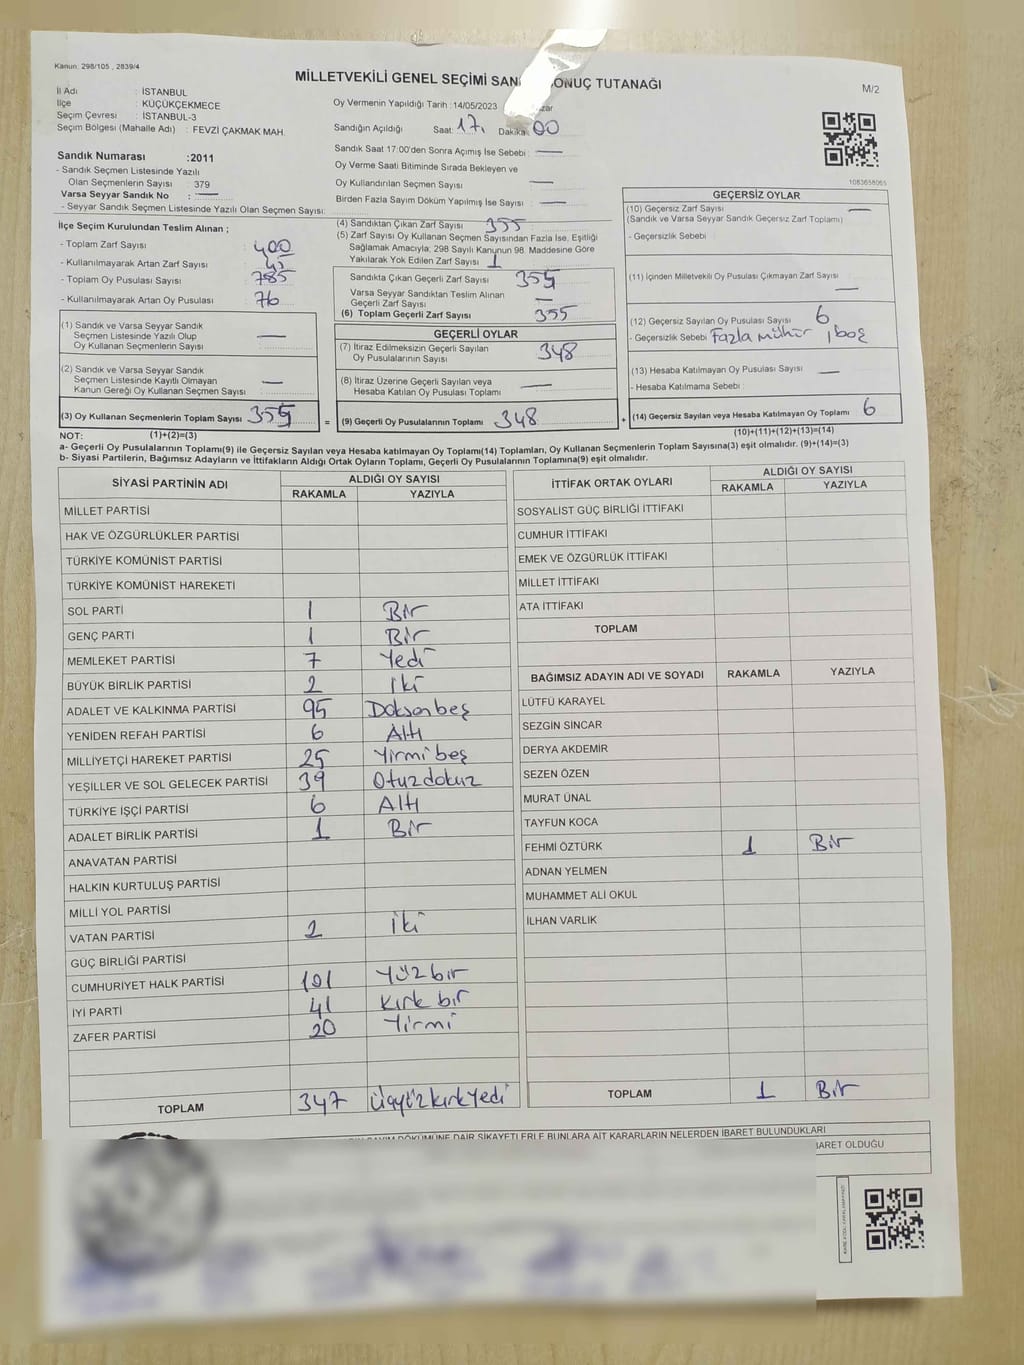 Kanun, 298/105 , 2839/4
MİLLETVEKİLİ GENEL SEÇİMİ SAN ONUÇ TUTANAĞI
M/2
İl Adı : İSTANBUL
İlçe : KÜÇÜKÇEKMECE
Seçim Çevresi : İSTANBUL-3
Seçim Bölgesi (Mahalle Adı) : FEVZİ ÇAKMAK MAH.
Oy Vermenin Yapıldığı Tarih : 14/05/2023 zar
Sandığın Açıldığı Saat: 17. Dakika 00
Sandık Saat 17:00'den Sonra Açımış İse Sebebi : —
Oy Verme Saati Bitiminde Sırada Bekleyen ve
Oy Kullandırılan Seçmen Sayısı —
Birden Fazla Sayım Döküm Yapılmış İse Sayısı : —
Sandık Numarası :2011
- Sandık Seçmen Listesinde Yazılı
Olan Seçmenlerin Sayısı : 379
Varsa Seyyar Sandık No : —
- Seyyar Sandık Seçmen Listesinde Yazılı Olan Seçmen Sayısı:
İlçe Seçim Kurulundan Teslim Alınan ;
- Toplam Zarf Sayısı : 400
- Kullanılmayarak Artan Zarf Sayısı :
- Toplam Oy Pusulası Sayısı : 785
- Kullanılmayarak Artan Oy Pusulası : 76
(1) Sandık ve Varsa Seyyar Sandık
Seçmen Listesinde Yazılı Olup
Oy Kullanan Seçmenlerin Sayısı : —
(2) Sandık ve Varsa Seyyar Sandık
Seçmen Listesinde Kayıtlı Olmayan
Kanun Gereği Oy Kullanan Seçmen Sayısı : —
(3) Oy Kullanan Seçmenlerin Toplam Sayısı : 355
(4) Sandıktan Çıkan Zarf Sayısı 355
(5) Zarf Sayısı Oy Kullanan Seçmen Sayısından Fazla İse, Eşitliği
Sağlamak Amacıyla; 298 Sayılı Kanunun 98. Maddesine Göre
Yakılarak Yok Edilen Zarf Sayısı : 1
Sandıkta Çıkan Geçerli Zarf Sayısı : 355
Varsa Seyyar Sandıktan Teslim Alınan
Geçerli Zarf Sayısı : —
(6) Toplam Geçerli Zarf Sayısı : 355
GEÇERLİ OYLAR
(7) İtiraz Edilmeksizin Geçerli Sayılan
Oy Pusulalarının Sayısı : 348
(8) İtiraz Üzerine Geçerli Sayılan veya
Hesaba Katılan Oy Pusulası Toplamı : —
= (9) Geçerli Oy Pusulalarının Toplamı : 348
1083658065
GEÇERSİZ OYLAR
(10) Geçersiz Zarf Sayısı : —
(Sandık ve Varsa Seyyar Sandık Geçersiz Zarf Toplamı)
- Geçersizlik Sebebi :
(11) İçinden Milletvekili Oy Pusulası Çıkmayan Zarf Sayısı : —
(12) Geçersiz Sayılan Oy Pusulası Sayısı : 6
- Geçersizlik Sebebi : Fazla mühür, 1boş
(13) Hesaba Katılmayan Oy Pusulası Sayısı : —
- Hesaba Katılmama Sebebi :
+ (14) Geçersiz Sayılan veya Hesaba Katılmayan Oy Toplamı : 6
NOT: (1)+(2)=(3)
(10)+(11)+(12)+(13)=(14)
a- Geçerli Oy Pusulalarının Toplamı(9) ile Geçersiz Sayılan veya Hesaba katılmayan Oy Toplamı(14) Toplamları, Oy Kullanan Seçmenlerin Toplam Sayısına(3) eşit olmalıdır. (9)+(14)=(3)
b- Siyasi Partilerin, Bağımsız Adayların ve İttifakların Aldığı Ortak Oyların Toplamı, Geçerli Oy Pusulalarının Toplamına(9) eşit olmalıdır.
SİYASİ PARTİNİN ADI ALDIĞI OY SAYISI
RAKAMLA YAZIYLA
MİLLET PARTİSİ
HAK VE ÖZGÜRLÜKLER PARTİSİ
TÜRKİYE KOMÜNİST PARTİSİ
TÜRKİYE KOMÜNİST HAREKETİ
SOL PARTİ 1 Bir
GENÇ PARTİ 1 Bir
MEMLEKET PARTİSİ 7 Yedi
BÜYÜK BİRLİK PARTİSİ 2 İki
ADALET VE KALKINMA PARTİSİ 95 Doksanbeş
YENİDEN REFAH PARTİSİ 6 Altı
MİLLİYETÇİ HAREKET PARTİSİ 25 Yirmi beş
YEŞİLLER VE SOL GELECEK PARTİSİ 39 Otuzdokuz
TÜRKİYE İŞÇİ PARTİSİ 6 Altı
ADALET BİRLİK PARTİSİ 1 Bir
ANAVATAN PARTİSİ
HALKIN KURTULUŞ PARTİSİ
MİLLİ YOL PARTİSİ
VATAN PARTİSİ 2 İki
GÜÇ BİRLİĞİ PARTİSİ
CUMHURİYET HALK PARTİSİ 101 Yüzbir
İYİ PARTİ 41 Kırk bir
ZAFER PARTİSİ 20 Yirmi
TOPLAM 347 Üçyüzkırkyedi
İTTİFAK ORTAK OYLARI ALDIĞI OY SAYISI
RAKAMLA YAZIYLA
SOSYALİST GÜÇ BİRLİĞİ İTTİFAKI
CUMHUR İTTİFAKI
EMEK VE ÖZGÜRLÜK İTTİFAKI
MİLLET İTTİFAKI
ATA İTTİFAKI
TOPLAM
BAĞIMSIZ ADAYIN ADI VE SOYADI RAKAMLA YAZIYLA
LÜTFÜ KARAYEL
SEZGİN SİNCAR
DERYA AKDEMİR
SEZEN ÖZEN
MURAT ÜNAL
TAYFUN KOCA
FEHMİ ÖZTÜRK 1 Bir
ADNAN YELMEN
MUHAMMET ALİ OKUL
İLHAN VARLIK
TOPLAM 1 Bir
DÖKÜMÜNE DAİR ŞİKAYETLERLE BUNLARA AİT KARARLARIN NELERDEN İBARET BULUNDUKLARI
BARET OLDUĞU